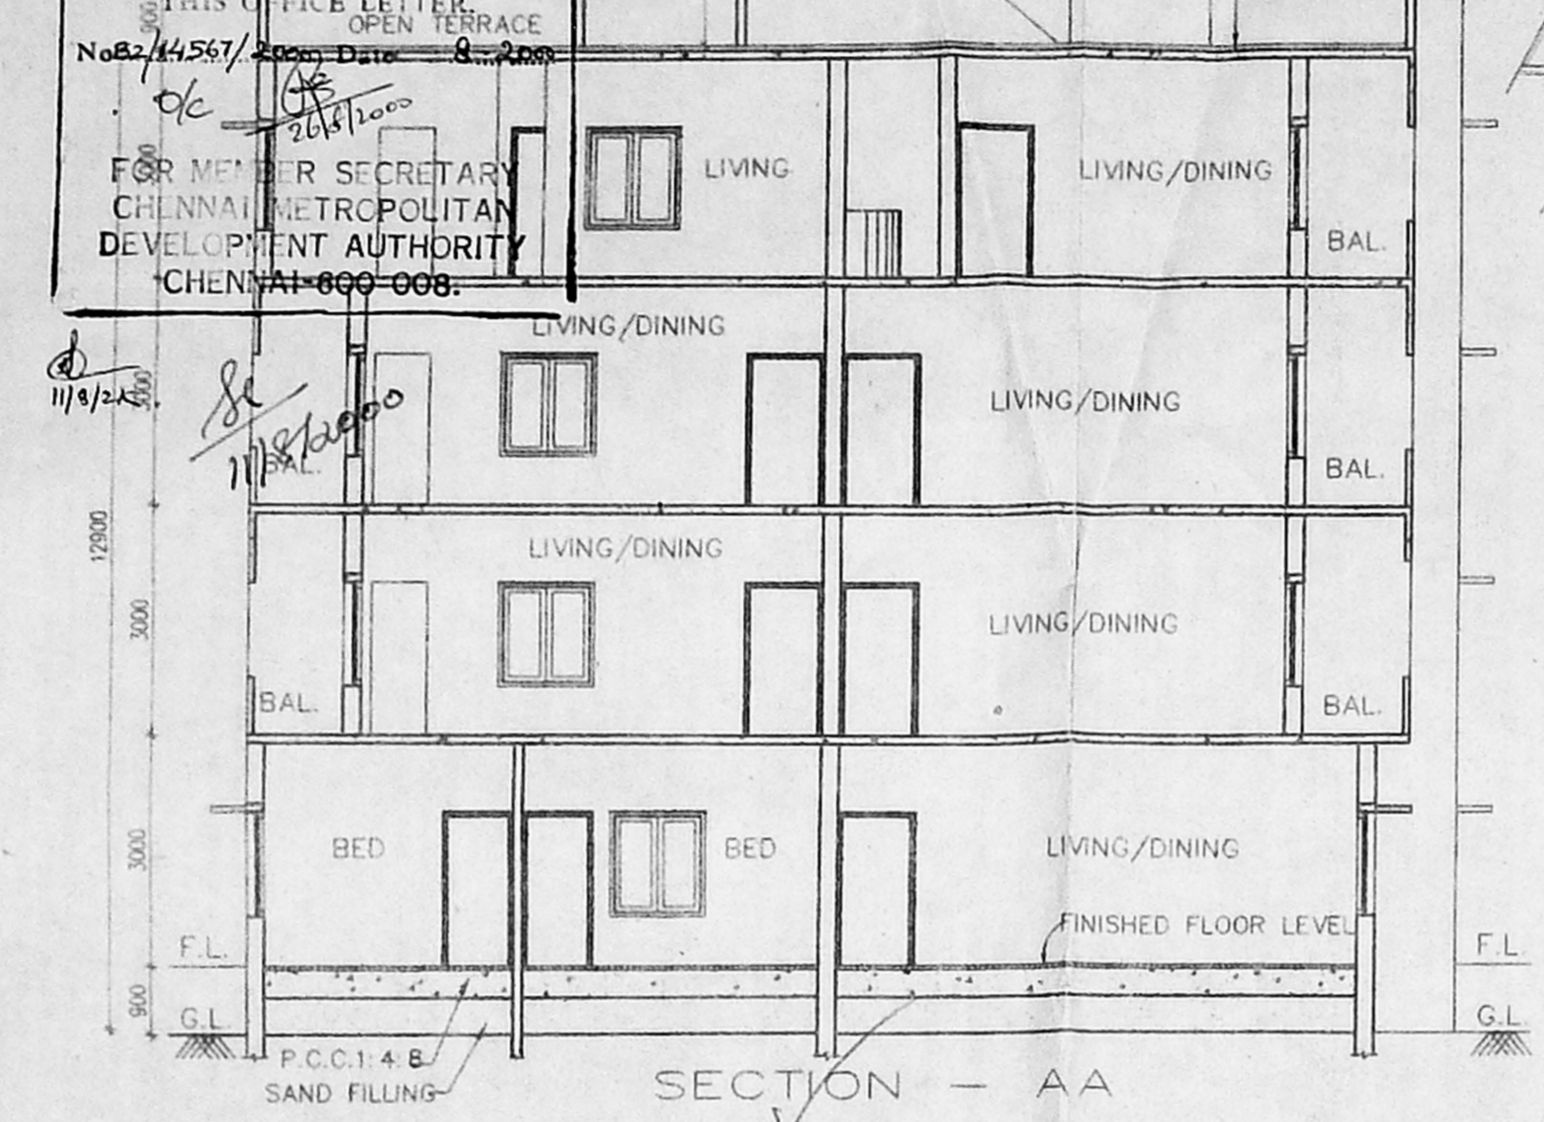 THIS OFFICE LETTER.
OPEN TERRACE
No B2/14567/2000 Date 8-2000
O/C
26/8/2000
FOR MEMBER SECRETARY
CHENNAI METROPOLITAN
DEVELOPMENT AUTHORITY
CHENNAI-600 008.
LIVING
LIVING/DINING
BAL.
LIVING/DINING
3000
11/8/2000
LIVING/DINING
BAL.
BAL.
12900
LIVING/DINING
3000
LIVING/DINING
BAL.
BAL.
3000
BED
BED
LIVING/DINING
FINISHED FLOOR LEVEL
F.L.
F.L.
900
G.L.
G.L.
P.C.C.1:4:8
SAND FILLING
SECTION - AA